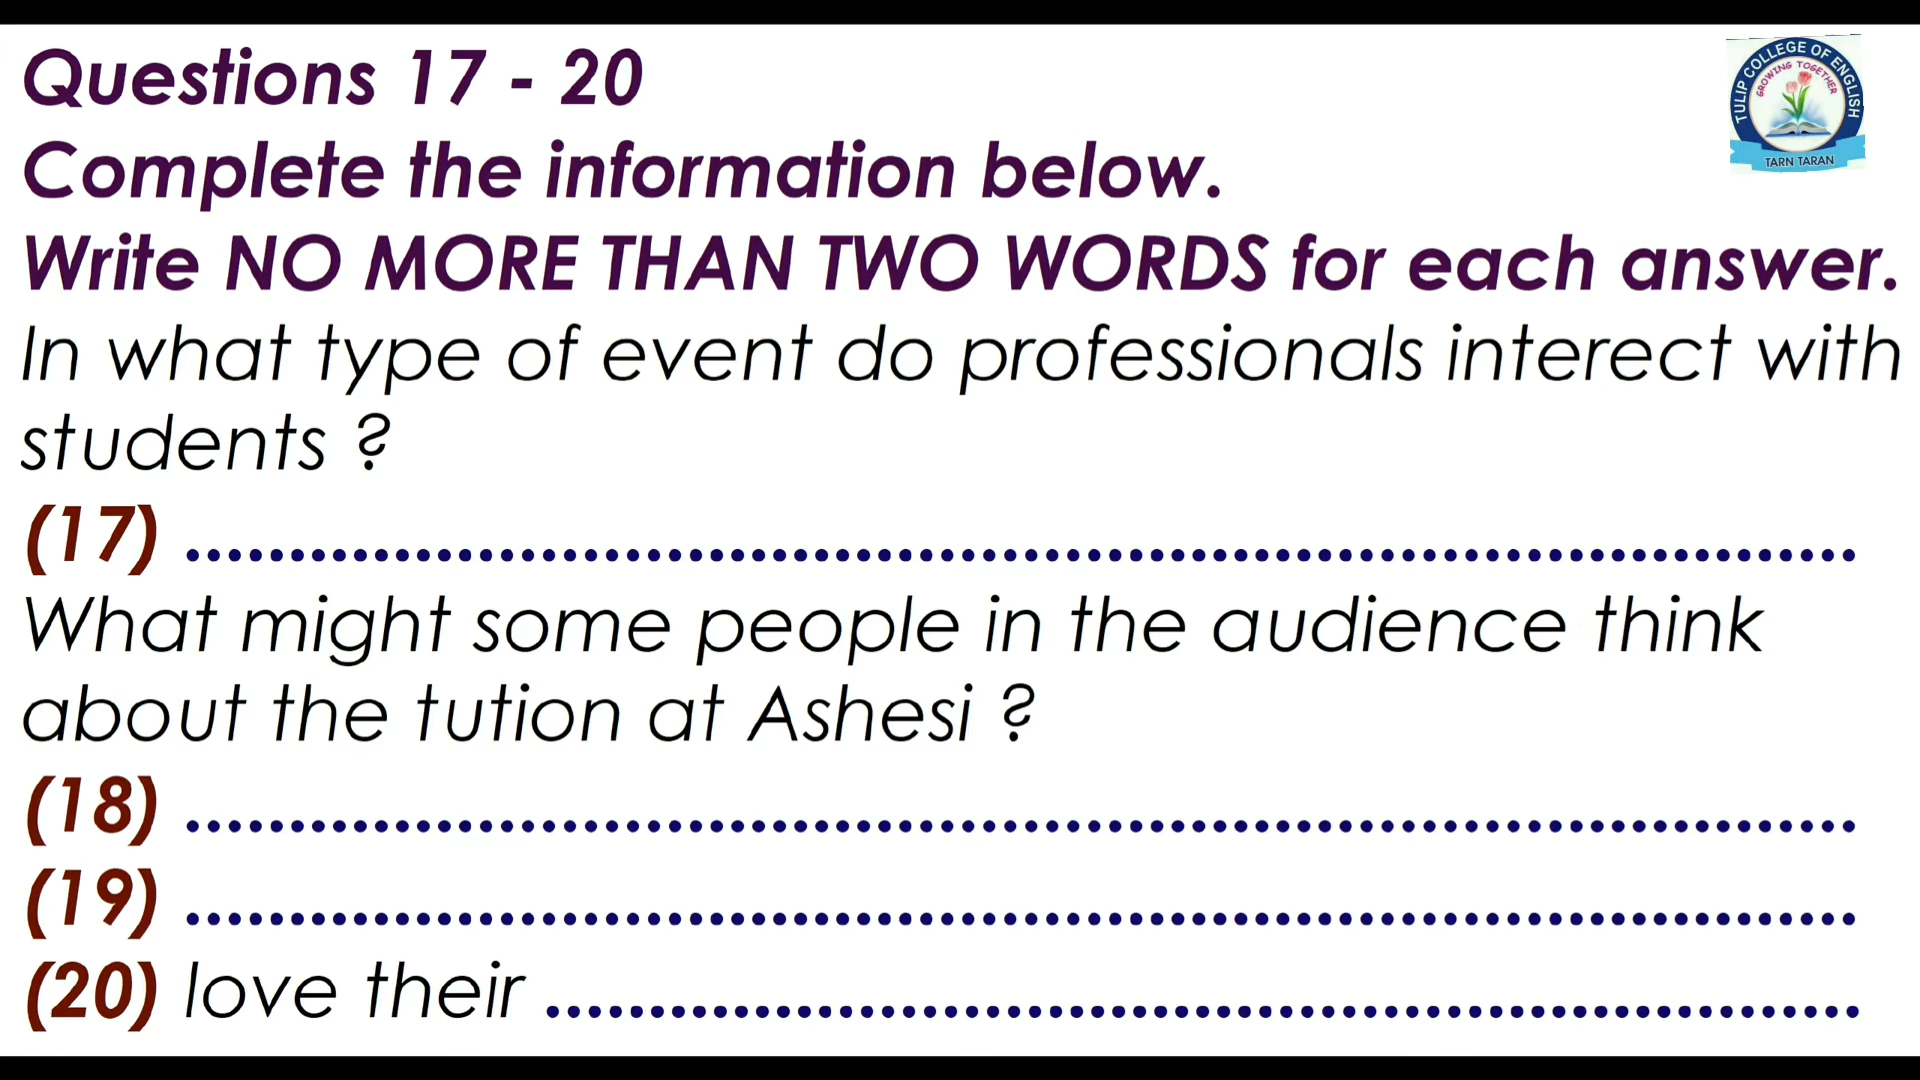 Questions 17 - 20
Complete the information below.
Write NO MORE THAN TWO WORDS for each answer.
In what type of event do professionals interect with
students ?
(17) ................................................................................
What might some people in the audience think
about the tution at Ashesi ?
(18) ................................................................................
(19) ................................................................................
(20) love their ...............................................................
TULIP COLLEGE OF ENGLISH
GROWING TOGETHER
TARN TARAN